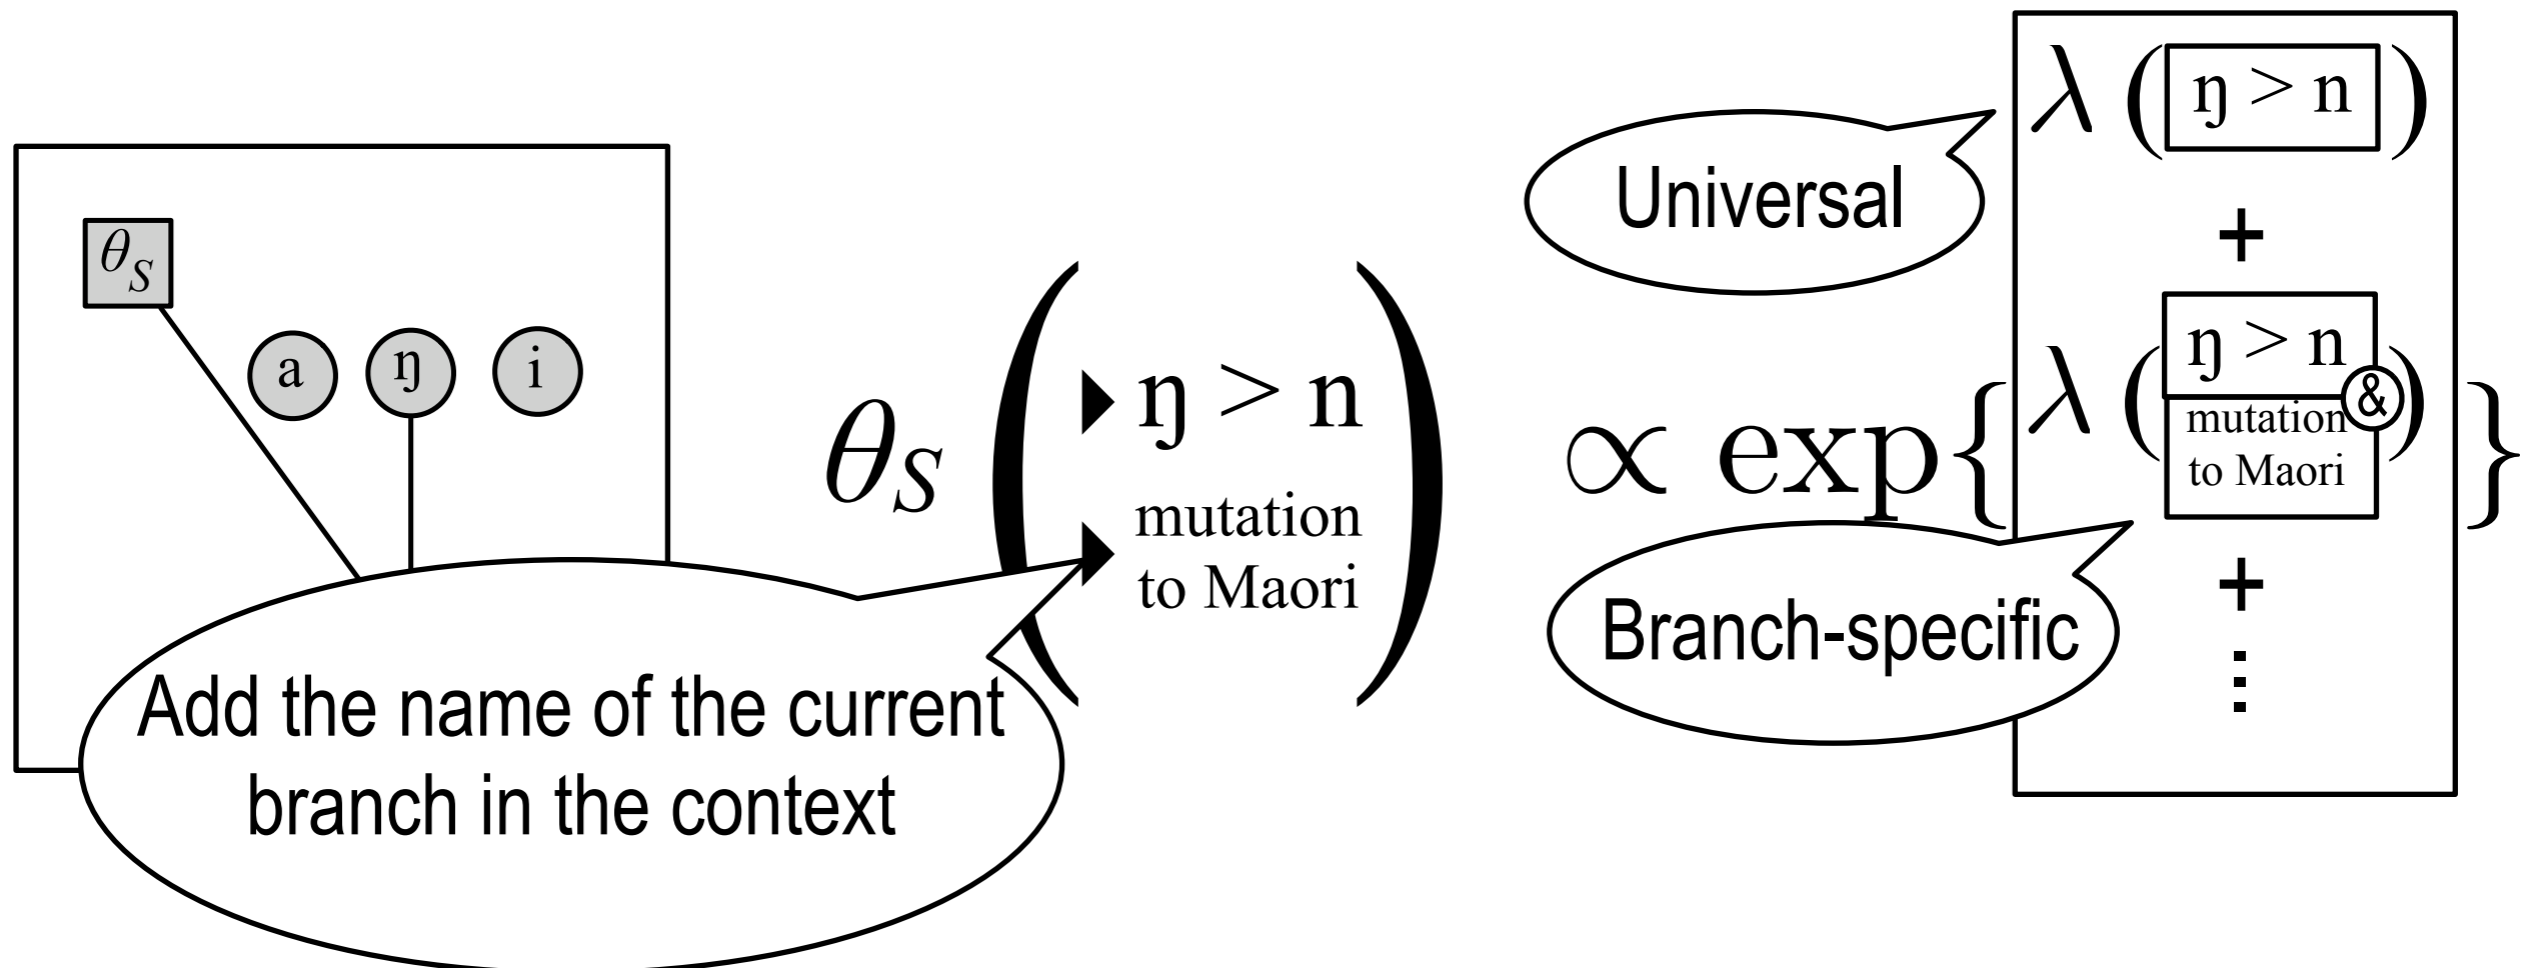 θS
a ŋ i
Add the name of the current
branch in the context
θS ( ▶ ŋ > n
▶ mutation
to Maori )
∝ exp{
Universal
λ ( ŋ > n )
+
λ ( ŋ > n
&
mutation
to Maori ) }
Branch-specific
+
⋮